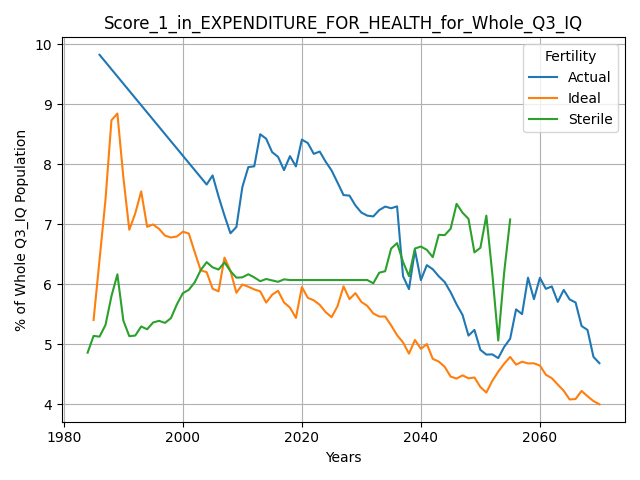 Score_1_in_EXPENDITURE_FOR_HEALTH_for_Whole_Q3_IQ
% of Whole Q3_IQ Population
10
9
8
7
6
5
4
Fertility
Actual
Ideal
Sterile
1980 2000 2020 2040 2060
Years